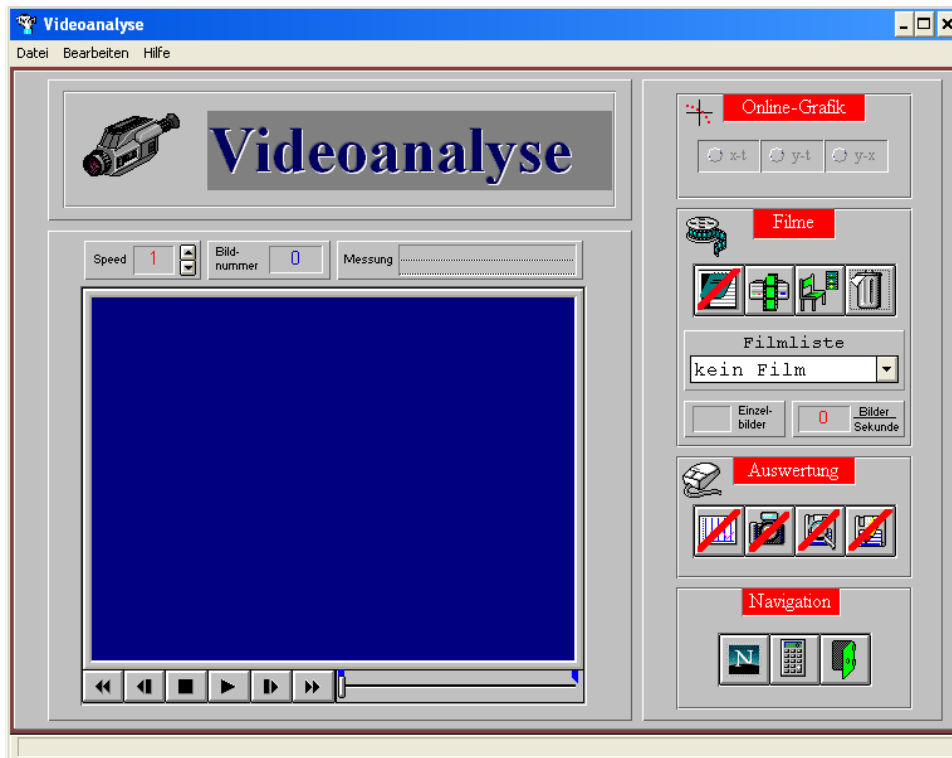 Videoanalyse
Datei Bearbeiten Hilfe
Videoanalyse
Speed 1
Bild-
nummer 0
Messung
Online-Grafik
x-t y-t y-x
Filme
Filmliste
kein Film
Einzel-
bilder
0 Bilder
Sekunde
Auswertung
Navigation
N